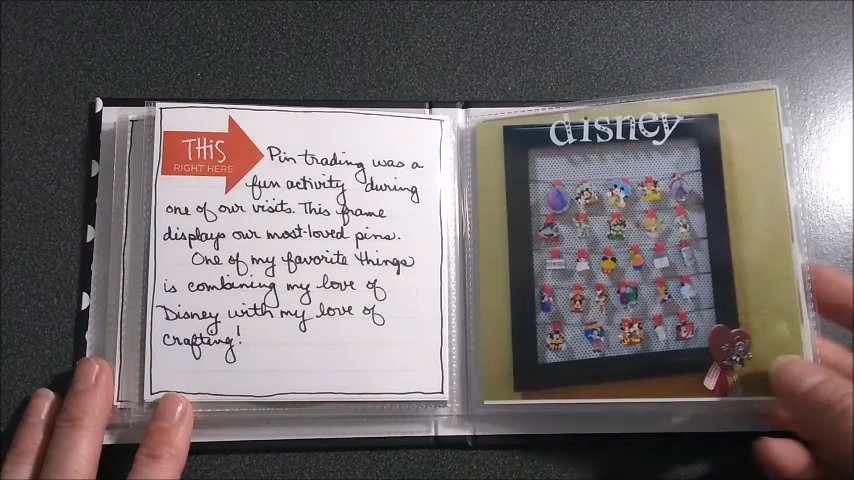 THIS
RIGHT HERE
Pin trading was a
fun activity during
one of our visits. This frame
displays our most-loved pins.
One of my favorite things
is combining my love of
Disney with my love of
crafting!
disney